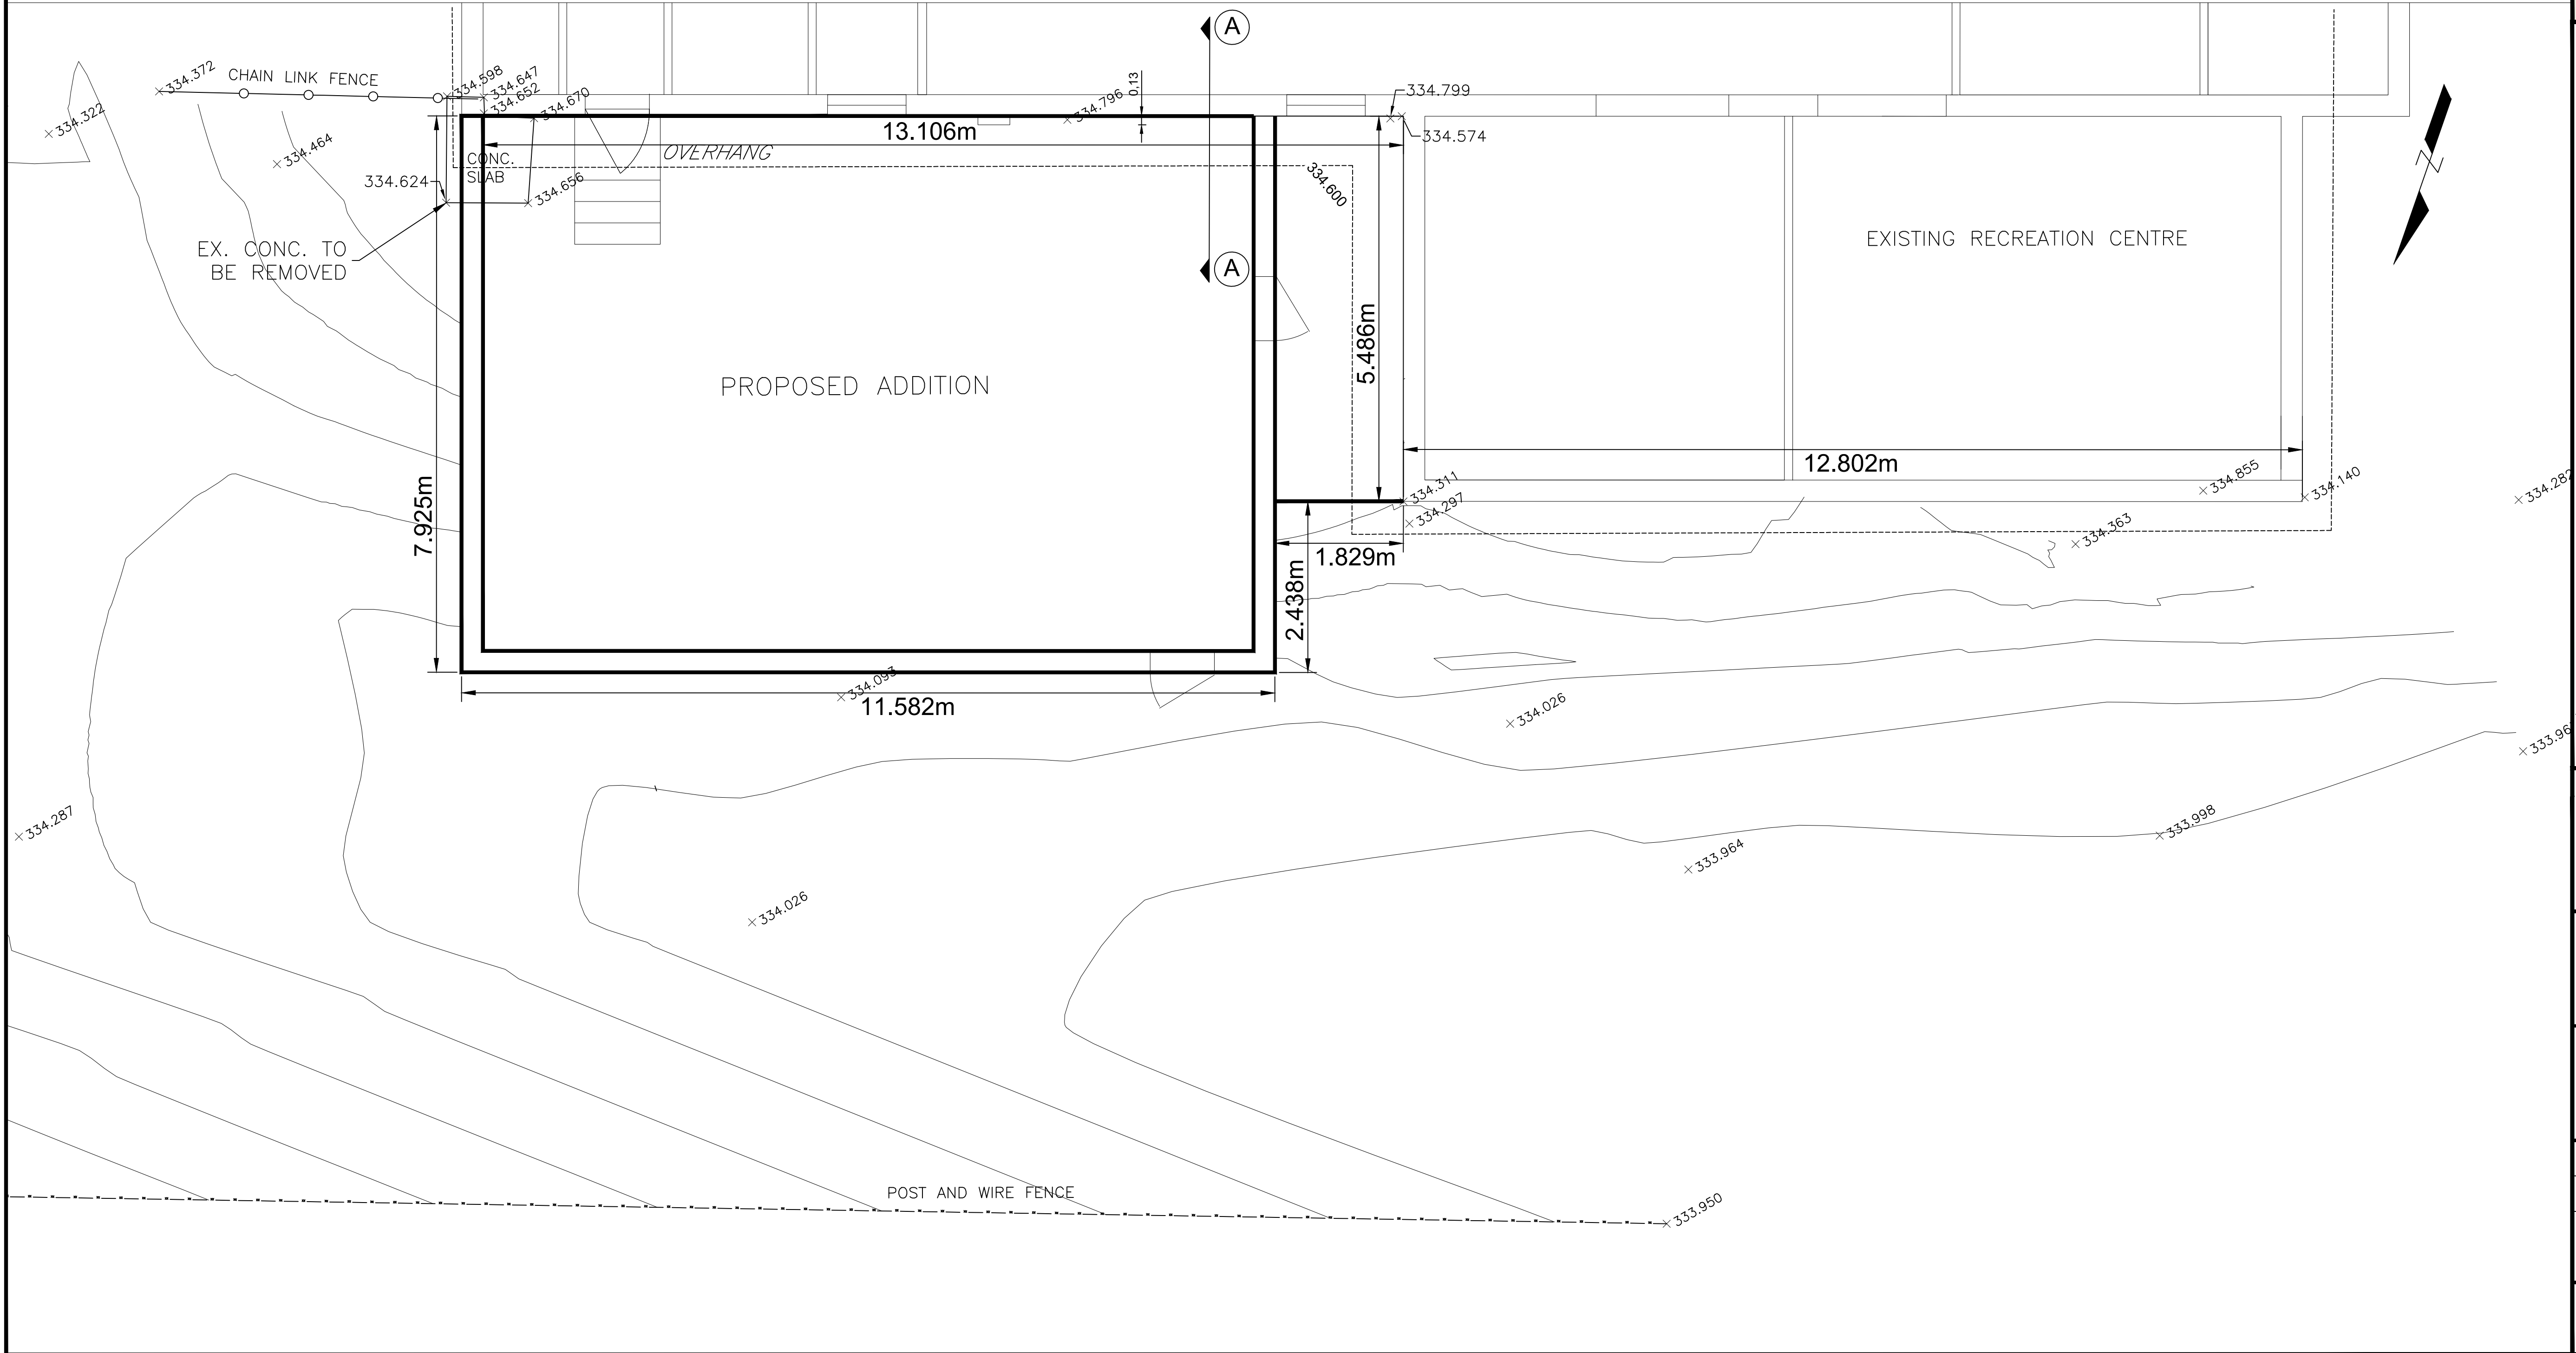 A
334.372
CHAIN LINK FENCE
334.598
334.647
334.652
334.670
334.796
0.13
334.799
334.322
13.106m
334.574
334.464
CONC.
SLAB
OVERHANG
334.624
334.656
334.600
EX. CONC. TO
BE REMOVED
A
EXISTING RECREATION CENTRE
N
5.486m
PROPOSED ADDITION
12.802m
7.925m
334.311
334.297
334.855
334.140
334.282
334.363
1.829m
2.438m
334.093
11.582m
334.026
333.96
334.287
333.998
333.964
334.026
POST AND WIRE FENCE
333.950